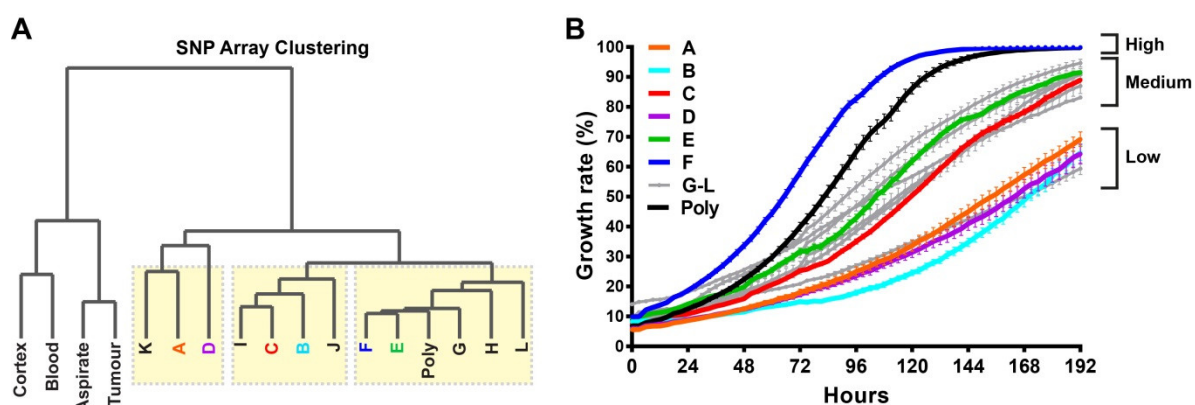 A
SNP Array Clustering
Cortex
Blood
Aspirate
Tumour
K
A
D
I
C
B
J
F
E
Poly
G
H
L
B
Growth rate (%)
100
90
80
70
60
50
40
30
20
10
0
A
B
C
D
E
F
G-L
Poly
High
Medium
Low
0 24 48 72 96 120 144 168 192
Hours